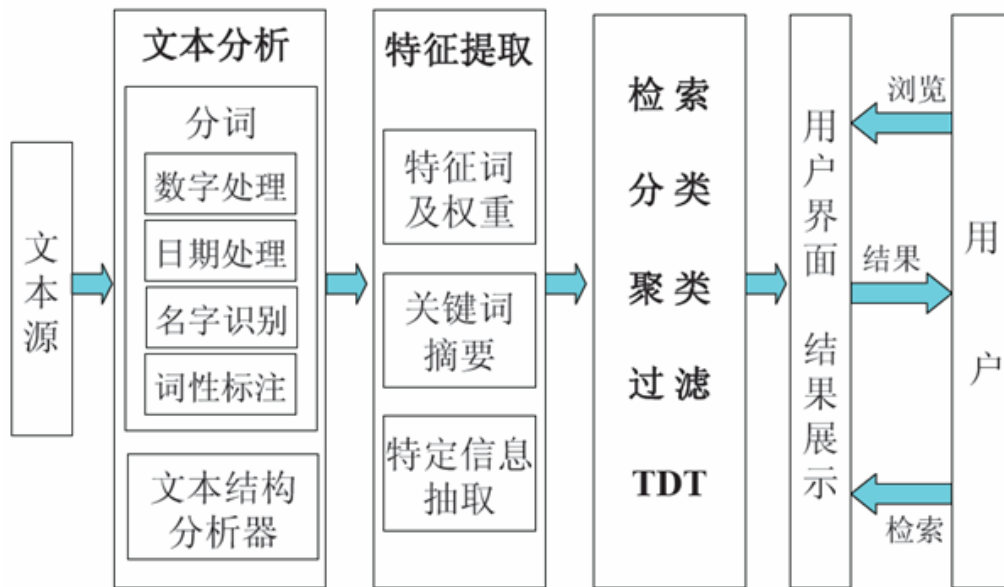 文本源
文本分析
分词
数字处理
日期处理
名字识别
词性标注
文本结构
分析器
特征提取
特征词
及权重
关键词
摘要
特定信息
抽取
检索
分类
聚类
过滤
TDT
用户界面
结果展示
浏览
结果
检索
用户